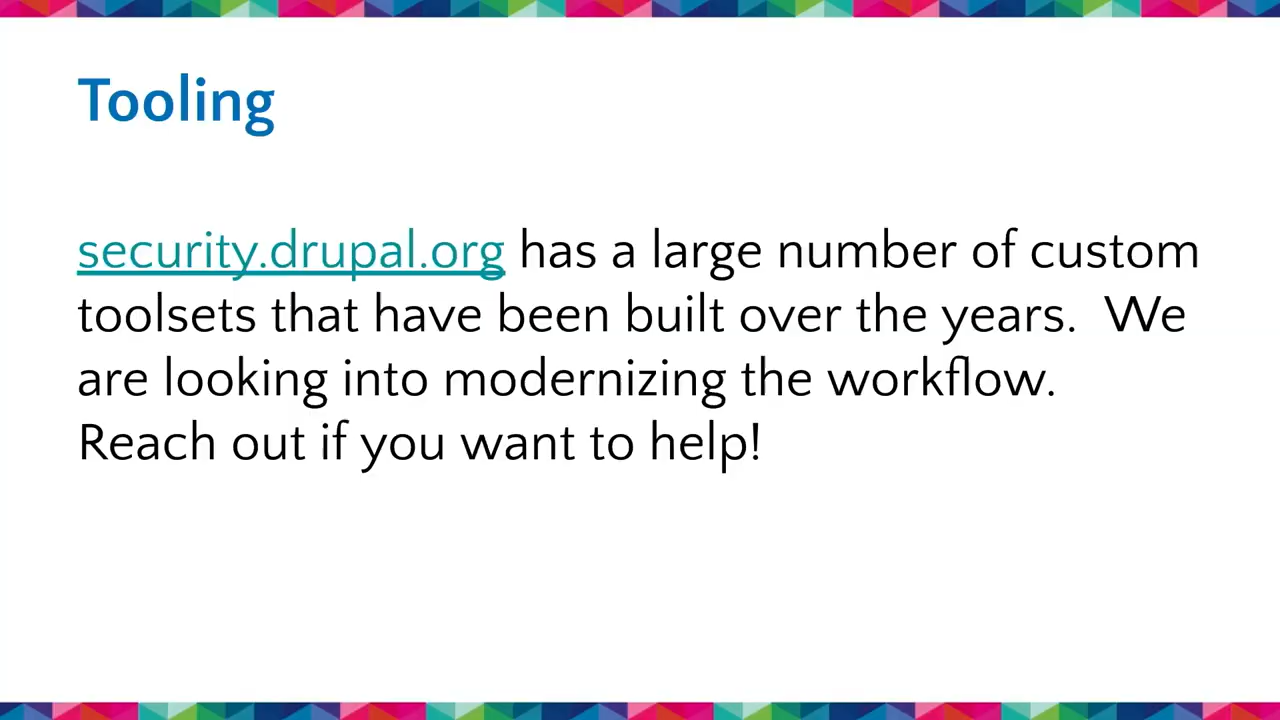 Tooling
security.drupal.org has a large number of custom
toolsets that have been built over the years.  We
are looking into modernizing the workflow.
Reach out if you want to help!